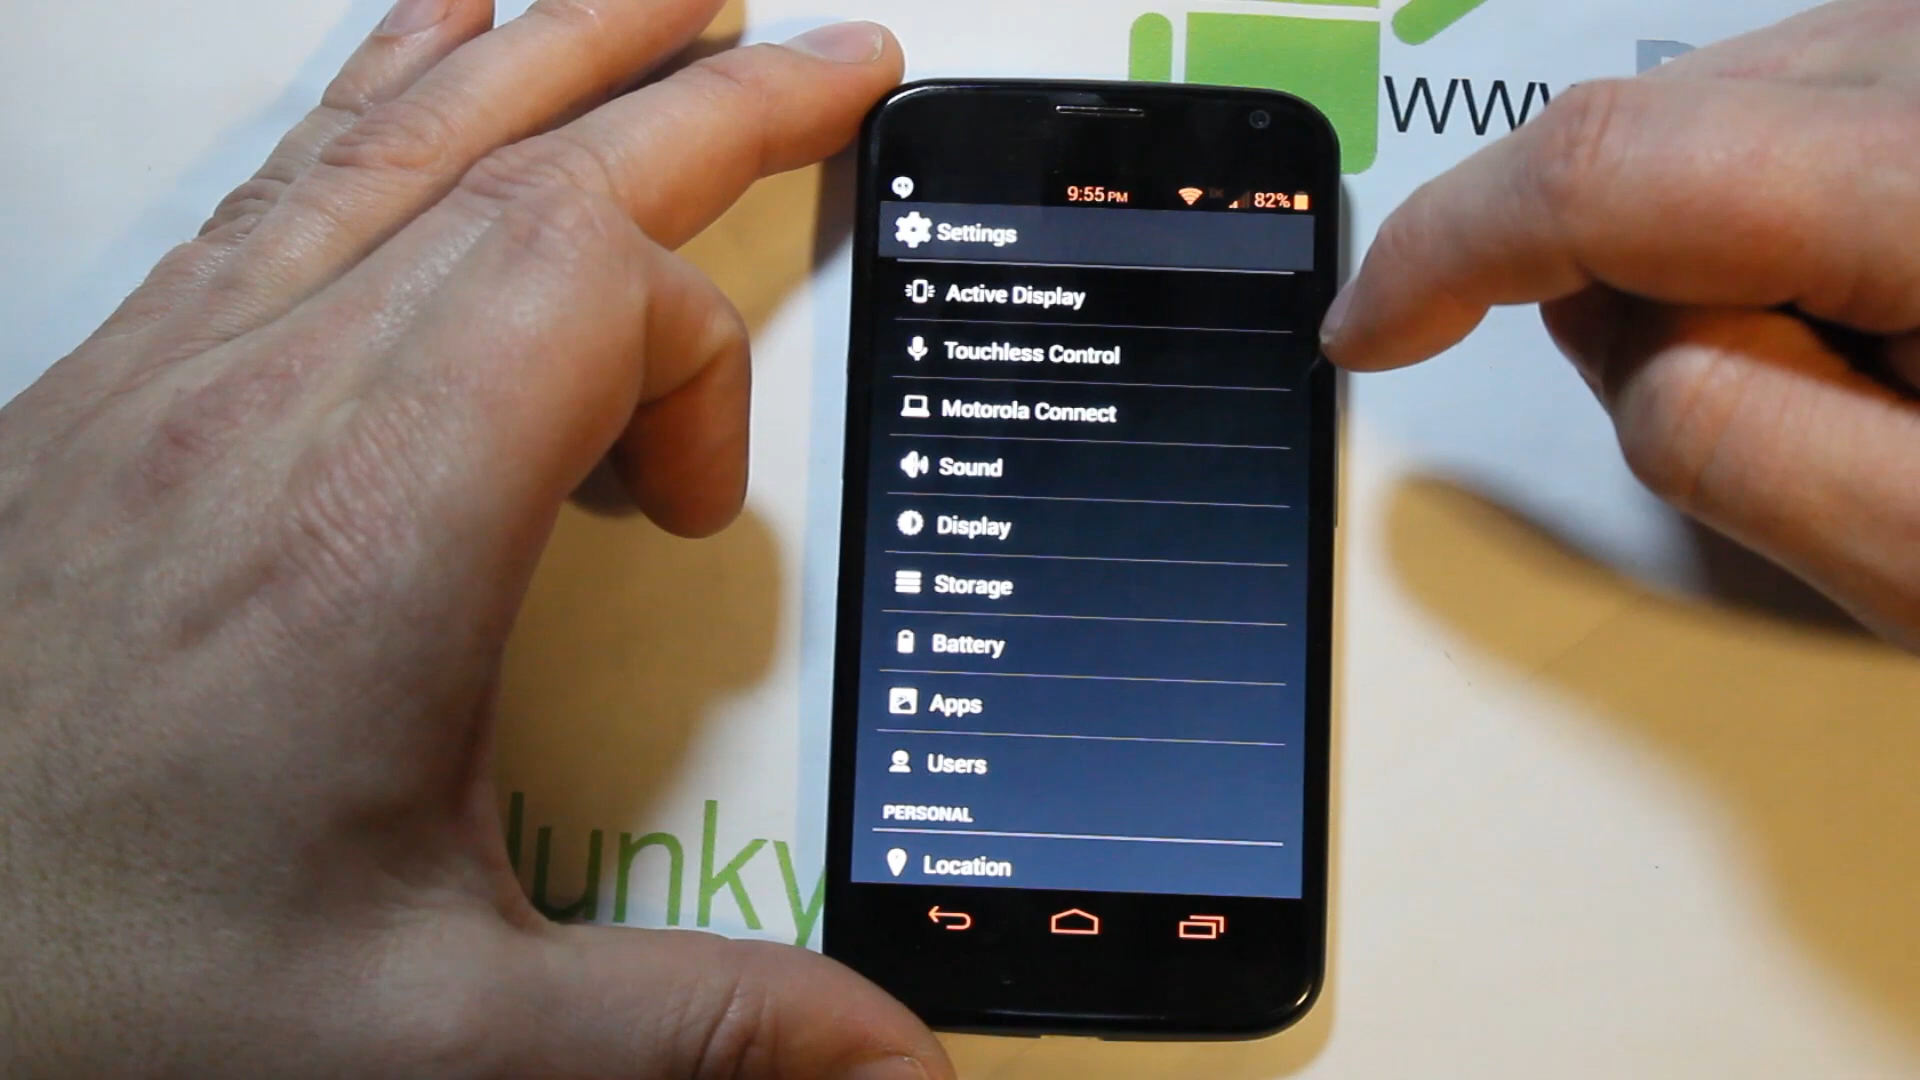 www
9:55 PM
82%
Settings
Active Display
Touchless Control
Motorola Connect
Sound
Display
Storage
Battery
Apps
Users
PERSONAL
Location
Junky